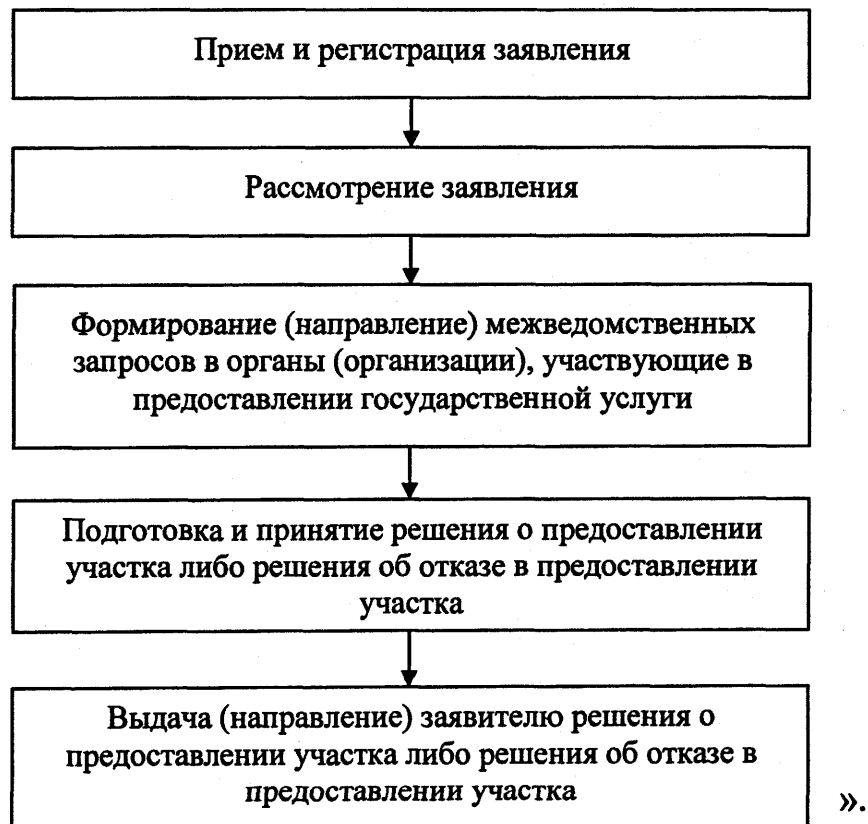 Прием и регистрация заявления
Рассмотрение заявления
Формирование (направление) межведомственных
запросов в органы (организации), участвующие в
предоставлении государственной услуги
Подготовка и принятие решения о предоставлении
участка либо решения об отказе в предоставлении
участка
Выдача (направление) заявителю решения о
предоставлении участка либо решения об отказе в
предоставлении участка
».